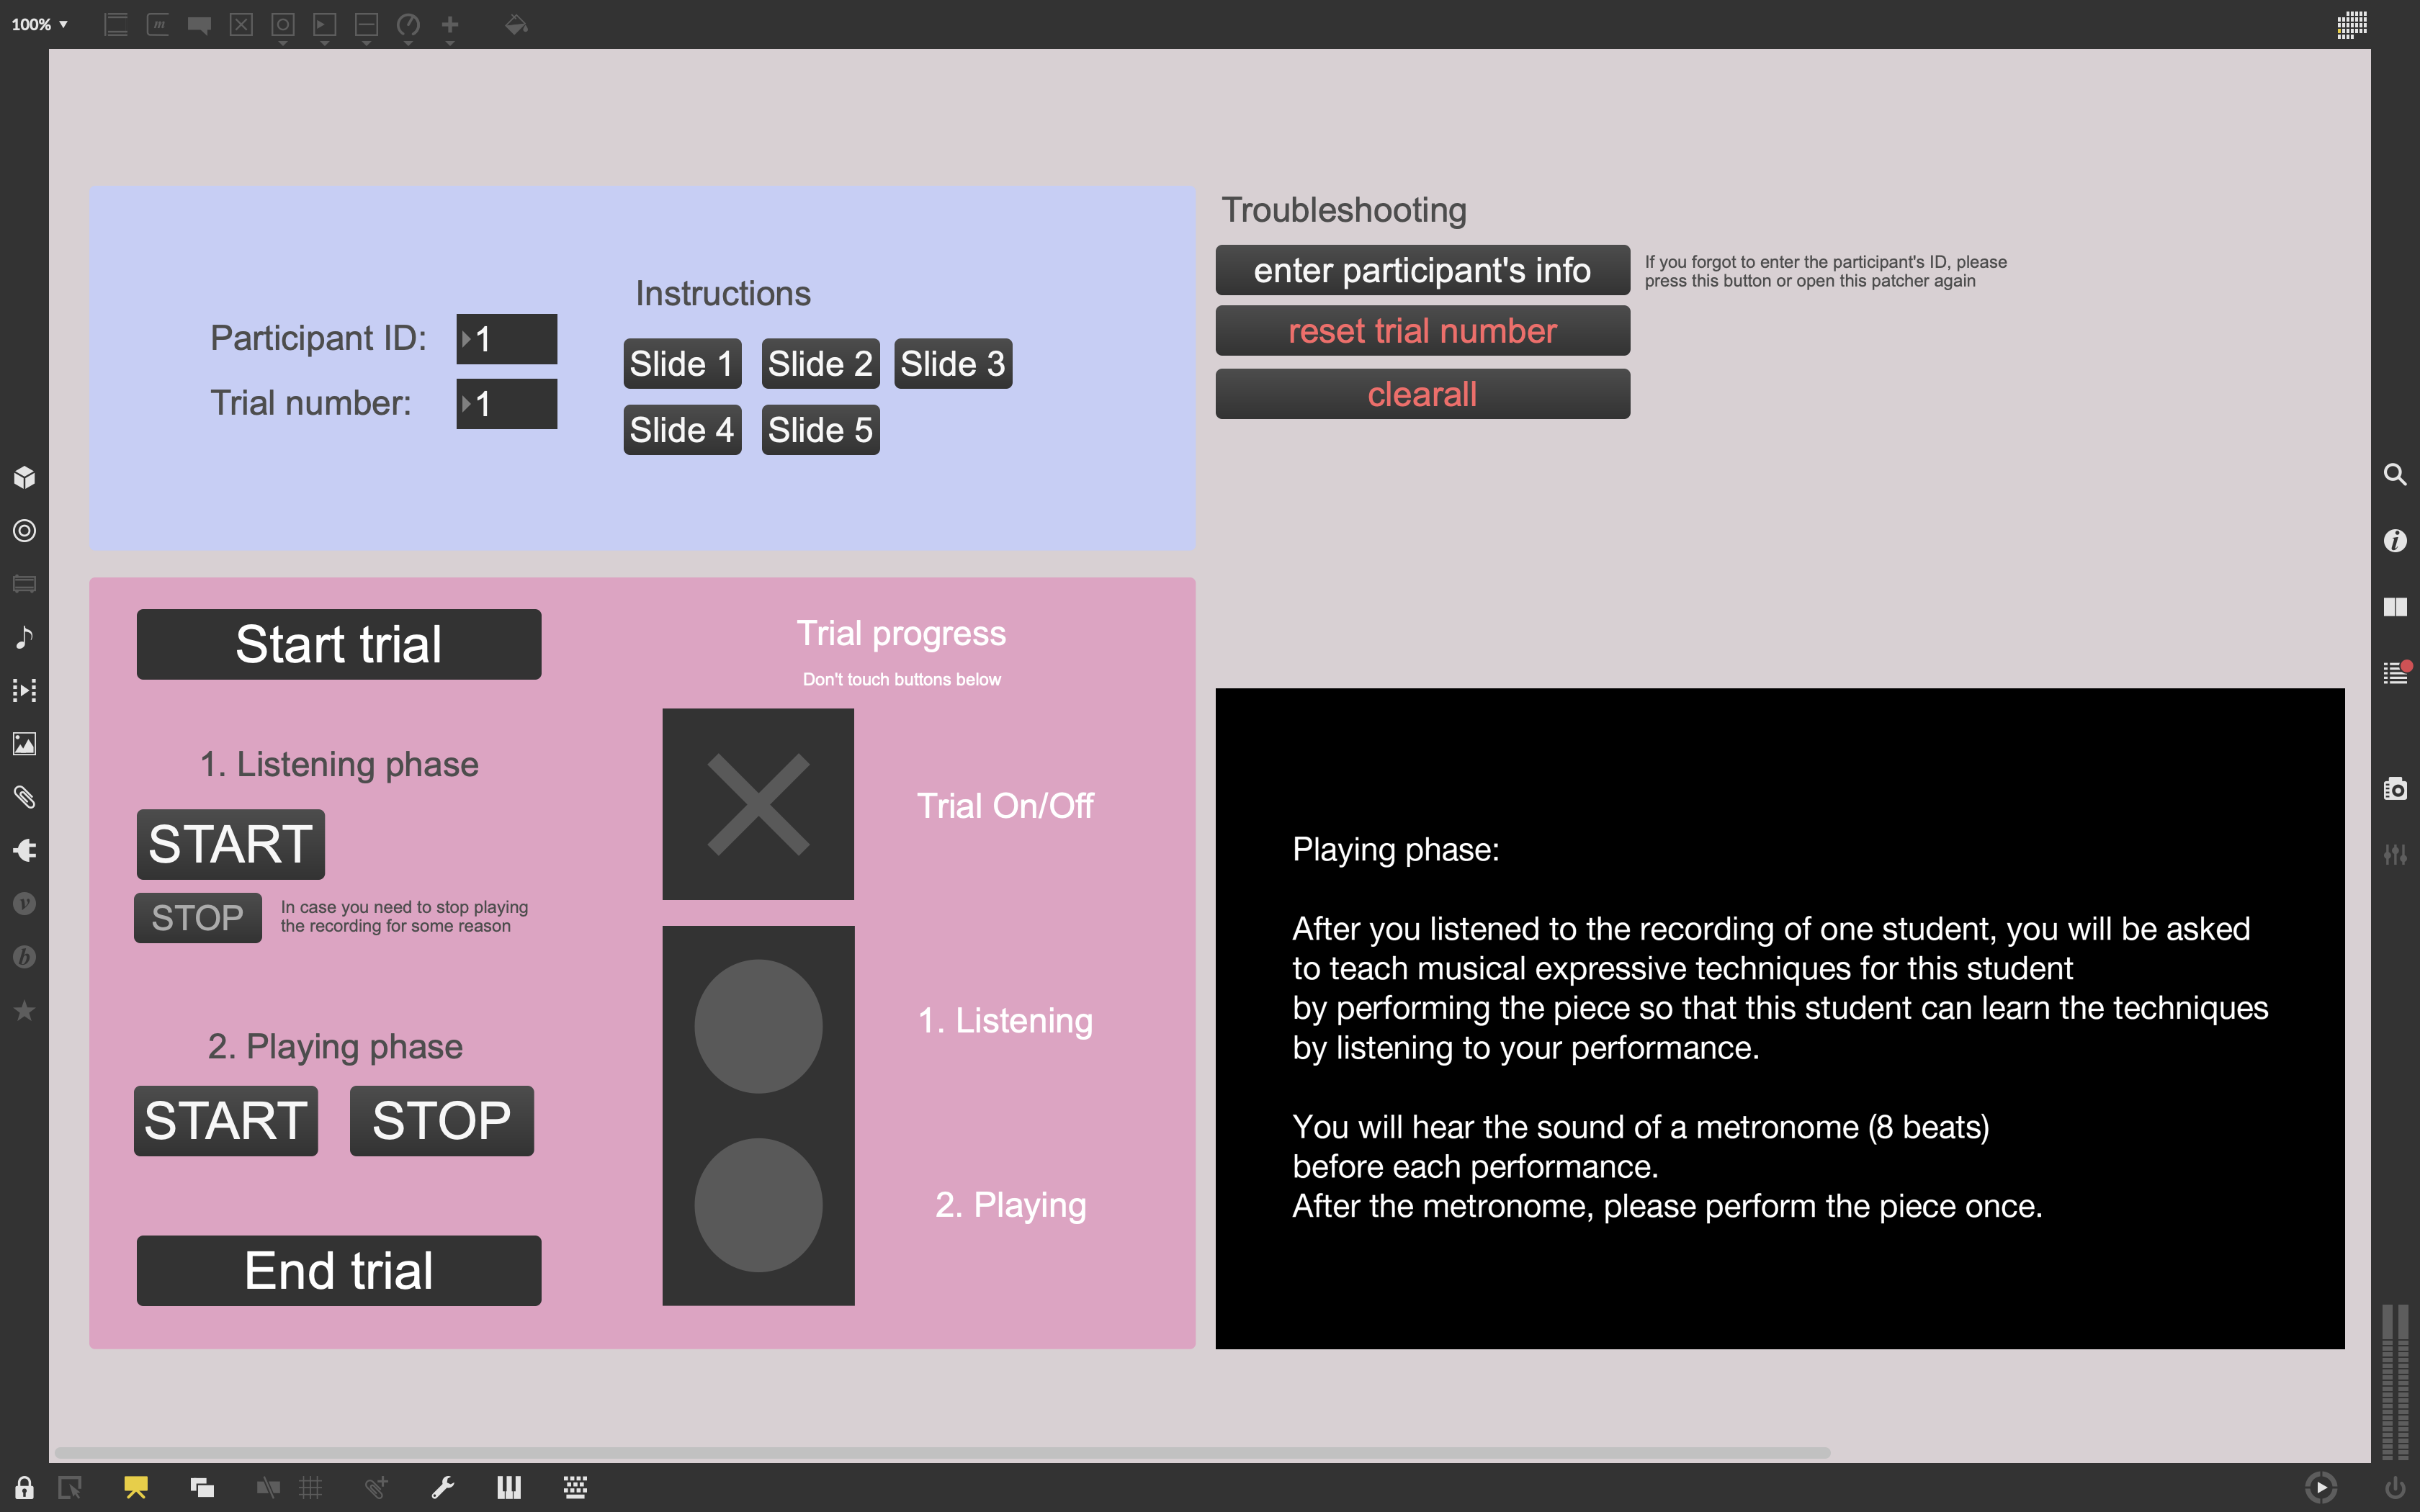 100%
Participant ID:
1
Trial number:
1
Instructions
Slide 1
Slide 2
Slide 3
Slide 4
Slide 5
Troubleshooting
enter participant's info
If you forgot to enter the participant's ID, please
press this button or open this patcher again
reset trial number
clearall
Start trial
1. Listening phase
START
STOP
In case you need to stop playing
the recording for some reason
2. Playing phase
START
STOP
End trial
Trial progress
Don't touch buttons below
Trial On/Off
1. Listening
2. Playing
Playing phase:
After you listened to the recording of one student, you will be asked
to teach musical expressive techniques for this student
by performing the piece so that this student can learn the techniques
by listening to your performance.
You will hear the sound of a metronome (8 beats)
before each performance.
After the metronome, please perform the piece once.